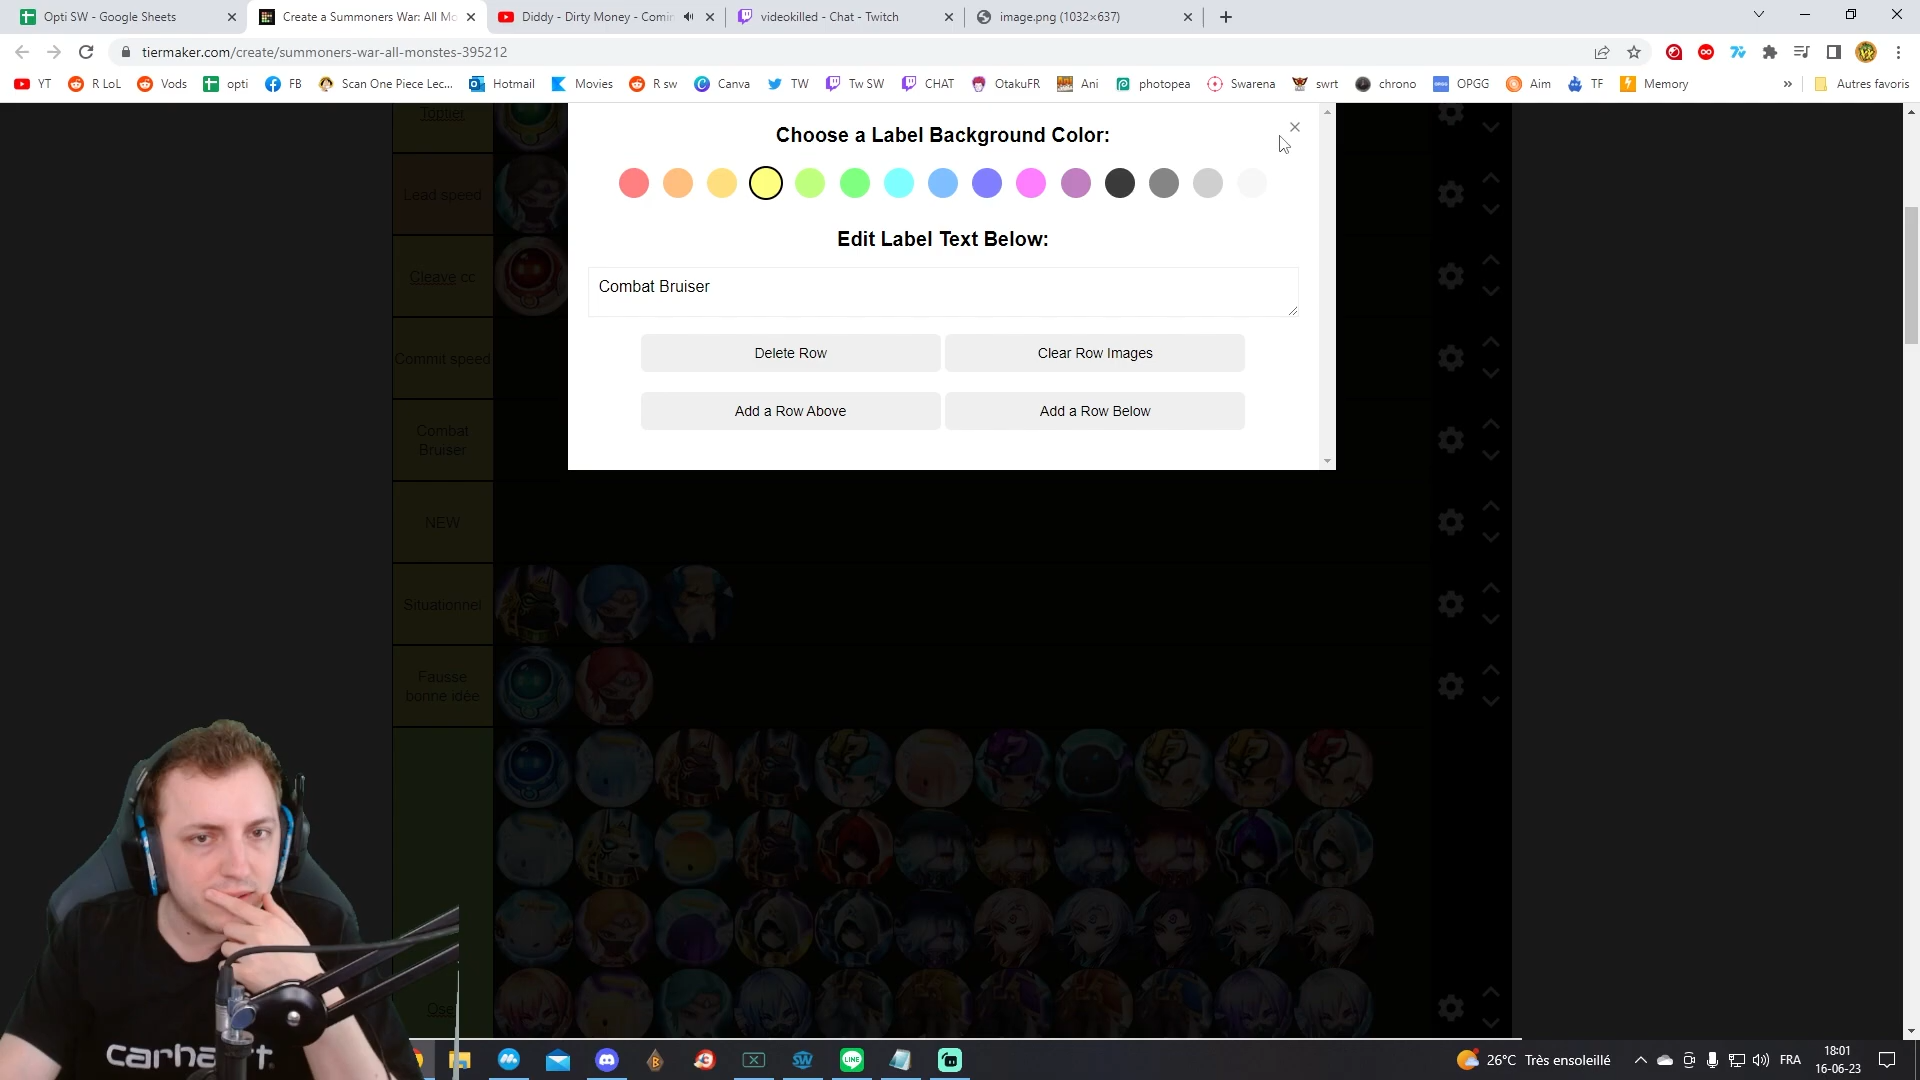 Opti SW - Google Sheets
Create a Summoners War: All Mo
Diddy - Dirty Money - Comin
videokilled - Chat - Twitch
image.png (1032×637)
tiermaker.com/create/summoners-war-all-monstes-395212
YT
R LoL
Vods
opti
FB
Scan One Piece Lec...
Hotmail
Movies
R sw
Canva
TW
Tw SW
CHAT
OtakuFR
Ani
photopea
Swarena
swrt
chrono
OPGG
Aim
TF
Memory
»
Autres favoris
Choose a Label Background Color:
Edit Label Text Below:
Combat Bruiser
Delete Row
Clear Row Images
Add a Row Above
Add a Row Below
Lead speed
Cleave cc
Commit speed
Combat
Bruiser
NEW
Situationnel
Fausse
bonne idée
carha t.
LINE
SW
26°C Très ensoleillé
FRA
18:01
16-06-23